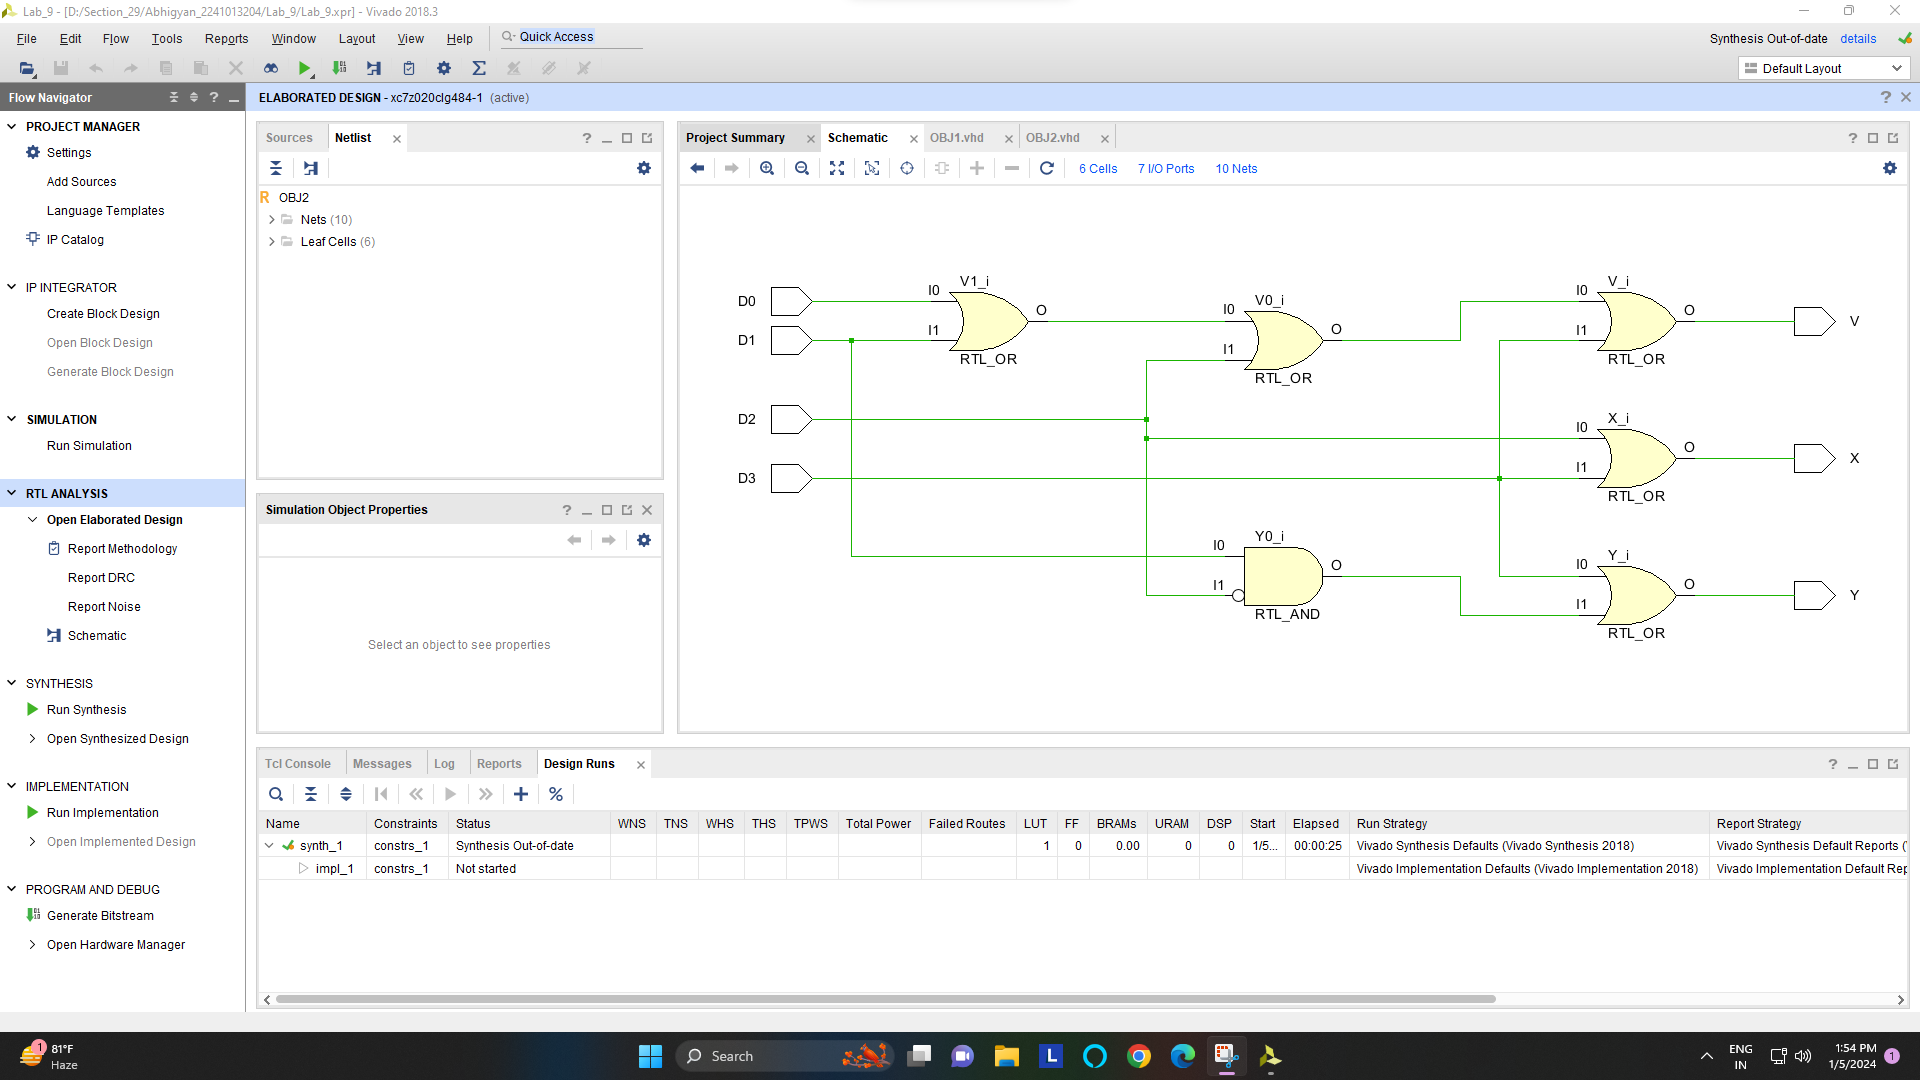 Lab_9 - [D:/Section_29/Abhigyan_2241013204/Lab_9/Lab_9.xpr] - Vivado 2018.3
File Edit Flow Tools Reports Window Layout View Help Quick Access
Synthesis Out-of-date details
Default Layout
Flow Navigator
ELABORATED DESIGN - xc7z020clg484-1 (active)
PROJECT MANAGER
Settings
Add Sources
Language Templates
IP Catalog
IP INTEGRATOR
Create Block Design
Open Block Design
Generate Block Design
SIMULATION
Run Simulation
RTL ANALYSIS
Open Elaborated Design
Report Methodology
Report DRC
Report Noise
Schematic
SYNTHESIS
Run Synthesis
Open Synthesized Design
IMPLEMENTATION
Run Implementation
Open Implemented Design
PROGRAM AND DEBUG
Generate Bitstream
Open Hardware Manager
Sources Netlist
R OBJ2
Nets (10)
Leaf Cells (6)
Simulation Object Properties
Select an object to see properties
Project Summary Schematic OBJ1.vhd OBJ2.vhd
6 Cells 7 I/O Ports 10 Nets
V1_i
V_i
D0 I0 O
D1 I1
RTL_OR
V0_i
I0 O
I1
RTL_OR
I0 O V
I1
RTL_OR
D2
X_i
I0 O X
I1
RTL_OR
D3
Y0_i
I0 O
I1
RTL_AND
Y_i
I0 O Y
I1
RTL_OR
Tcl Console Messages Log Reports Design Runs
Name Constraints Status WNS TNS WHS THS TPWS Total Power Failed Routes LUT FF BRAMs URAM DSP Start Elapsed Run Strategy Report Strategy
synth_1 constrs_1 Synthesis Out-of-date 1 0 0.00 0 0 1/5... 00:00:25 Vivado Synthesis Defaults (Vivado Synthesis 2018) Vivado Synthesis Default Reports (
impl_1 constrs_1 Not started Vivado Implementation Defaults (Vivado Implementation 2018) Vivado Implementation Default Rep
1
81°F
Haze
Search
ENG
IN
1:54 PM
1/5/2024
1